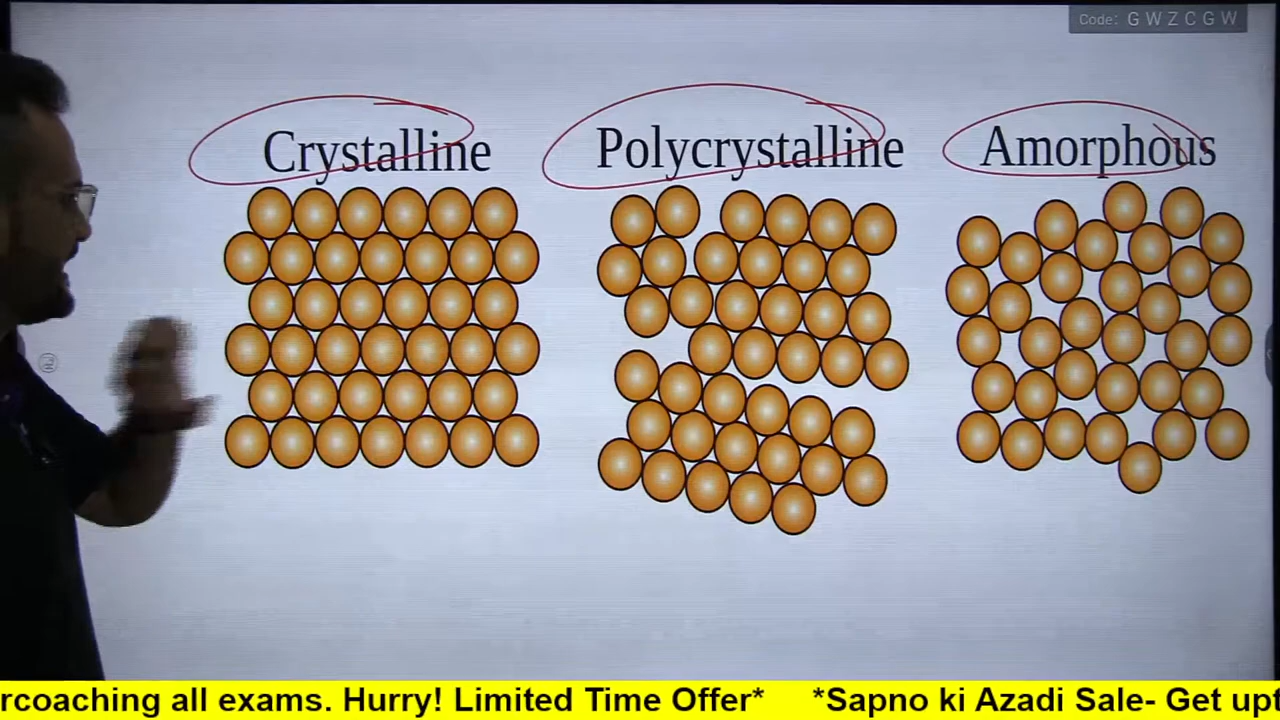 Code: G W Z C G W
Crystalline
Polycrystalline
Amorphous
rcoaching all exams. Hurry! Limited Time Offer* *Sapno ki Azadi Sale- Get upt